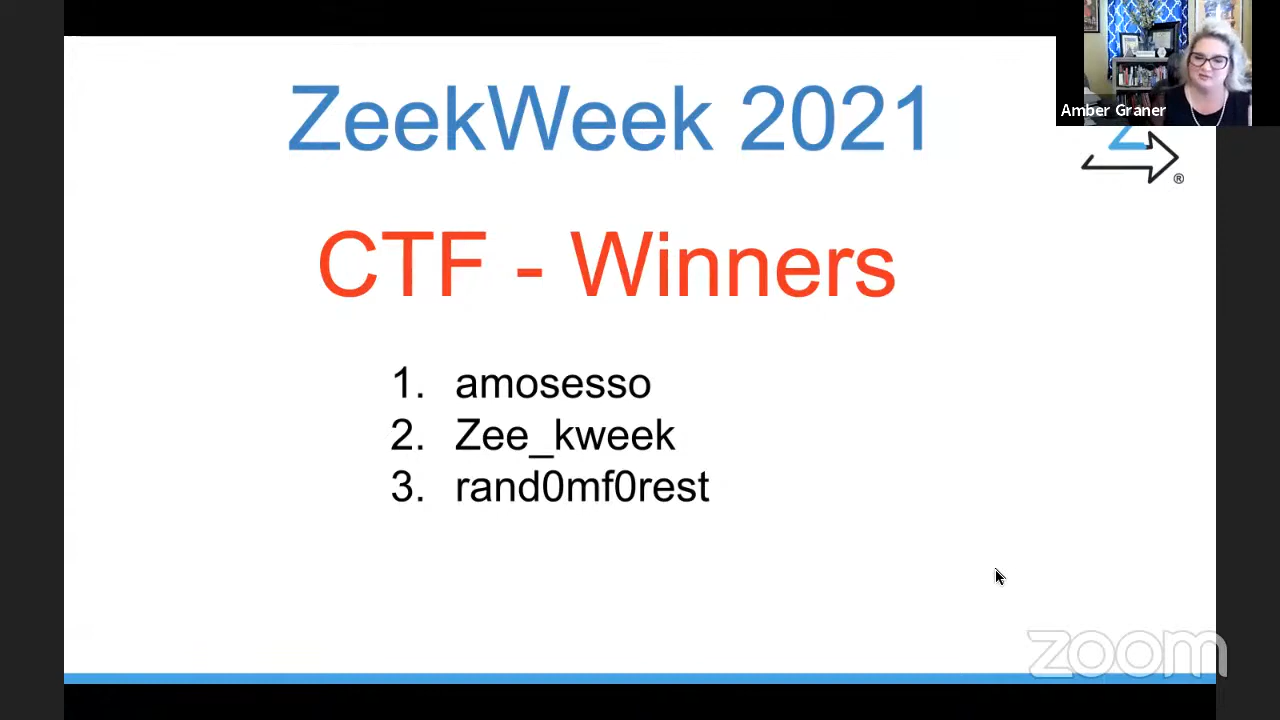 Amber Graner
ZeekWeek 2021
®
CTF - Winners
1. amosesso
2. Zee_kweek
3. rand0mf0rest
zoom